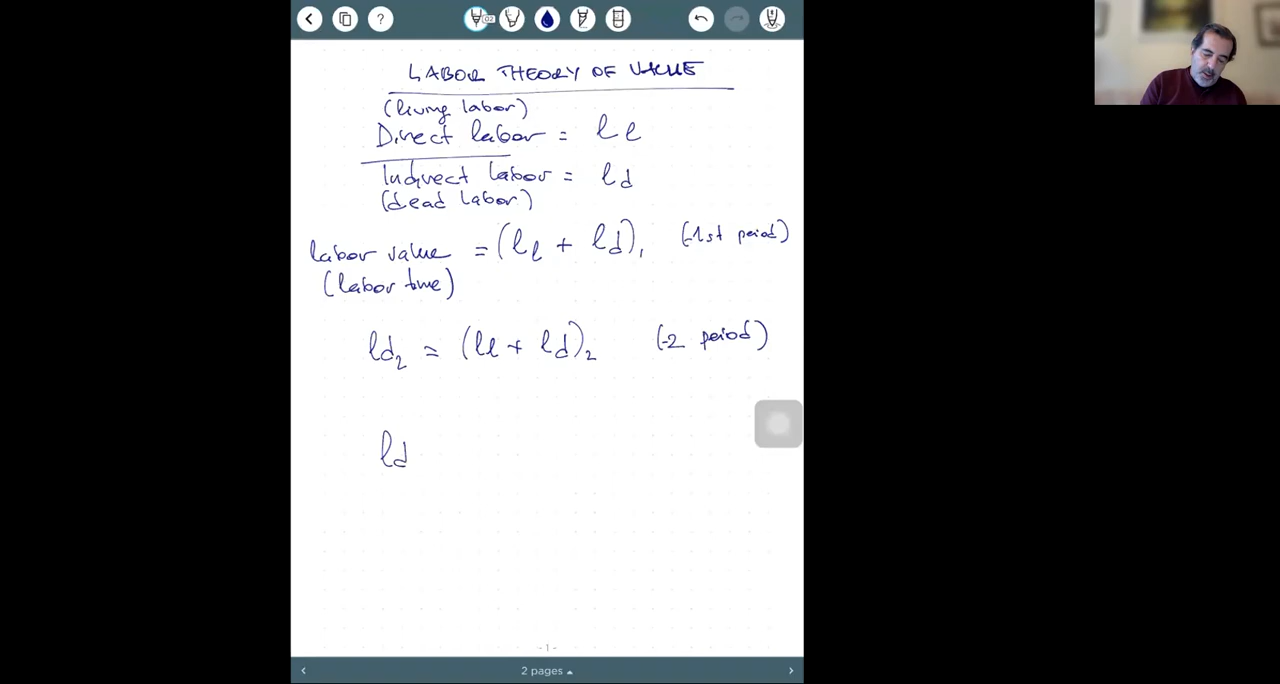 LABOR THEORY OF VALUE
(living labor)
Direct labor = ll
Indirect labor = ld
(dead labor)
labor value = (ll + ld)₁ (-1st period)
(labor time)
ld₂ = (ll + ld)₂ (-2 period)
ld
- 1 -
2 pages